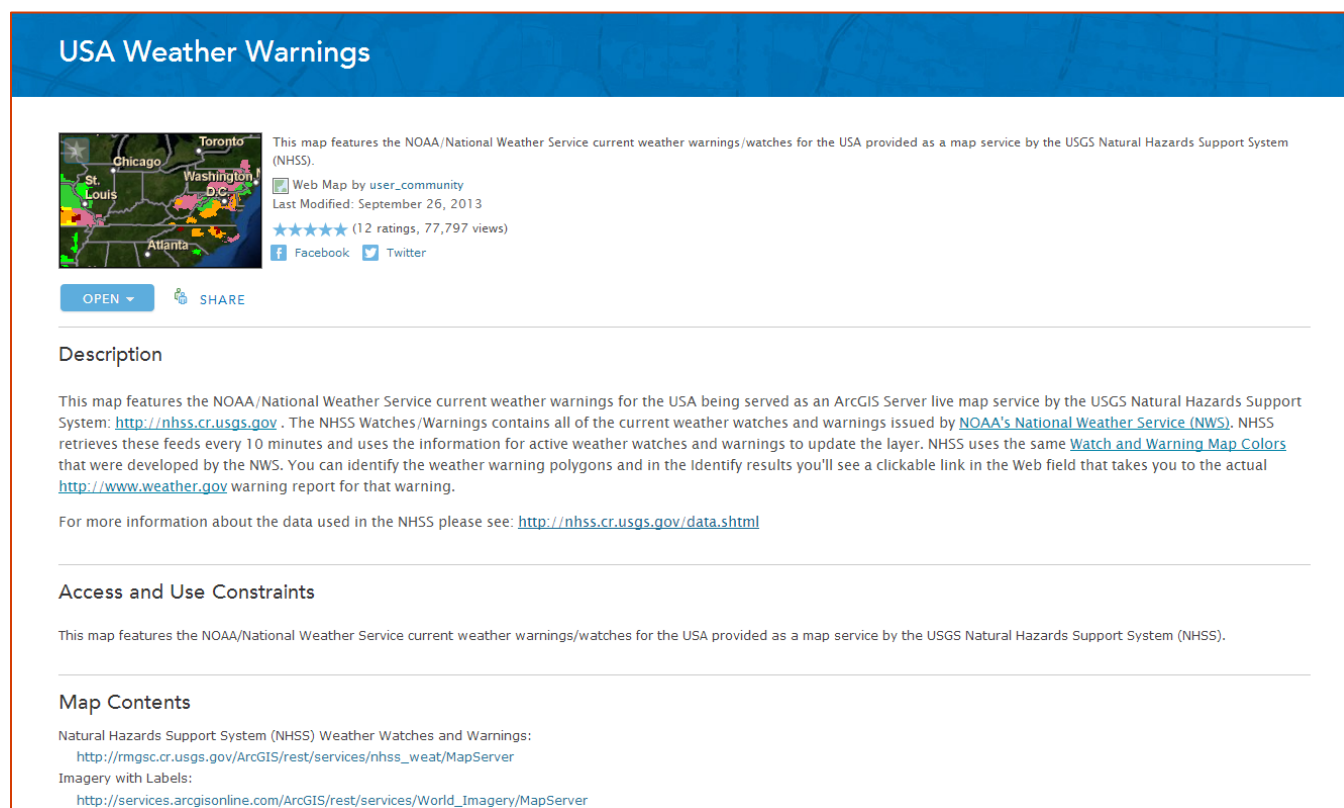 USA Weather Warnings
Toronto
Chicago
St.
Louis
Washington
D.C.
Atlanta
This map features the NOAA/National Weather Service current weather warnings/watches for the USA provided as a map service by the USGS Natural Hazards Support System
(NHSS).
Web Map by user_community
Last Modified: September 26, 2013
(12 ratings, 77,797 views)
Facebook Twitter
OPEN SHARE
Description
This map features the NOAA/National Weather Service current weather warnings for the USA being served as an ArcGIS Server live map service by the USGS Natural Hazards Support
System: http://nhss.cr.usgs.gov . The NHSS Watches/Warnings contains all of the current weather watches and warnings issued by NOAA's National Weather Service (NWS). NHSS
retrieves these feeds every 10 minutes and uses the information for active weather watches and warnings to update the layer. NHSS uses the same Watch and Warning Map Colors
that were developed by the NWS. You can identify the weather warning polygons and in the Identify results you'll see a clickable link in the Web field that takes you to the actual
http://www.weather.gov warning report for that warning.
For more information about the data used in the NHSS please see: http://nhss.cr.usgs.gov/data.shtml
Access and Use Constraints
This map features the NOAA/National Weather Service current weather warnings/watches for the USA provided as a map service by the USGS Natural Hazards Support System (NHSS).
Map Contents
Natural Hazards Support System (NHSS) Weather Watches and Warnings:
http://rmgsc.cr.usgs.gov/ArcGIS/rest/services/nhss_weat/MapServer
Imagery with Labels:
http://services.arcgisonline.com/ArcGIS/rest/services/World_Imagery/MapServer